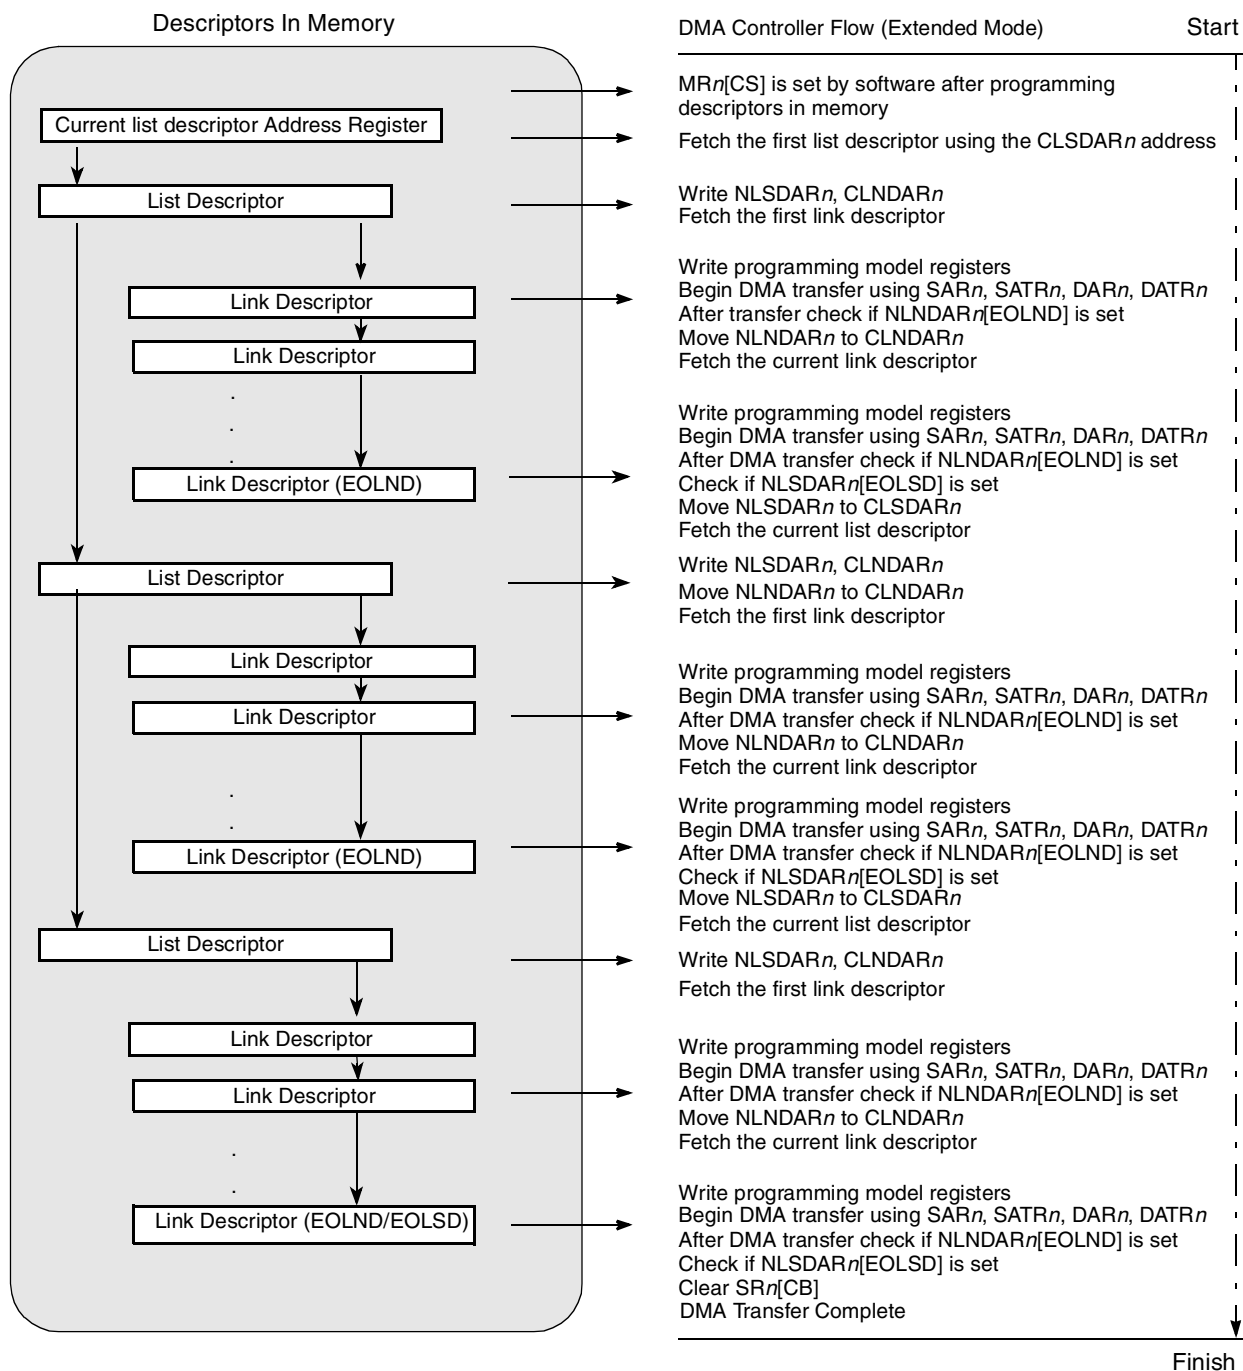 Descriptors In Memory
DMA Controller Flow (Extended Mode)
Start
MRn[CS] is set by software after programming
descriptors in memory
Current list descriptor Address Register
Fetch the first list descriptor using the CLSDARn address
List Descriptor
Write NLSDARn, CLNDARn
Fetch the first link descriptor
Link Descriptor
Write programming model registers
Begin DMA transfer using SARn, SATRn, DARn, DATRn
After transfer check if NLNDARn[EOLND] is set
Move NLNDARn to CLNDARn
Fetch the current link descriptor
Link Descriptor
.
.
.
Link Descriptor (EOLND)
Write programming model registers
Begin DMA transfer using SARn, SATRn, DARn, DATRn
After DMA transfer check if NLNDARn[EOLND] is set
Check if NLSDARn[EOLSD] is set
Move NLSDARn to CLSDARn
Fetch the current list descriptor
List Descriptor
Write NLSDARn, CLNDARn
Move NLNDARn to CLNDARn
Fetch the first link descriptor
Link Descriptor
Link Descriptor
Write programming model registers
Begin DMA transfer using SARn, SATRn, DARn, DATRn
After DMA transfer check if NLNDARn[EOLND] is set
Move NLNDARn to CLNDARn
Fetch the current link descriptor
.
.
Link Descriptor (EOLND)
Write programming model registers
Begin DMA transfer using SARn, SATRn, DARn, DATRn
After DMA transfer check if NLNDARn[EOLND] is set
Check if NLSDARn[EOLSD] is set
Move NLSDARn to CLSDARn
Fetch the current list descriptor
List Descriptor
Write NLSDARn, CLNDARn
Fetch the first link descriptor
Link Descriptor
Link Descriptor
Write programming model registers
Begin DMA transfer using SARn, SATRn, DARn, DATRn
After DMA transfer check if NLNDARn[EOLND] is set
Move NLNDARn to CLNDARn
Fetch the current link descriptor
.
.
Link Descriptor (EOLND/EOLSD)
Write programming model registers
Begin DMA transfer using SARn, SATRn, DARn, DATRn
After DMA transfer check if NLNDARn[EOLND] is set
Check if NLSDARn[EOLSD] is set
Clear SRn[CB]
DMA Transfer Complete
Finish